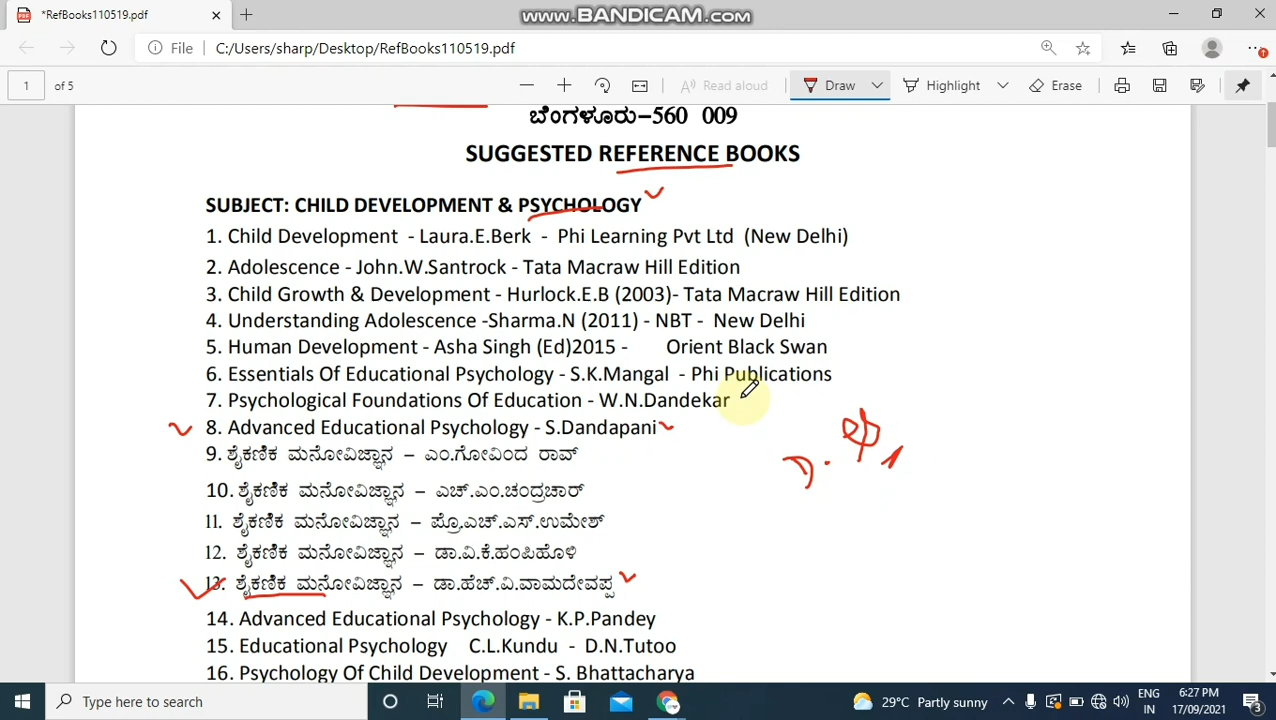 *RefBooks110519.pdf
www.BANDICAM.com
File C:/Users/sharp/Desktop/RefBooks110519.pdf
1 of 5 Read aloud Draw Highlight Erase
ಬೆಂಗಳೂರು–560 009
SUGGESTED REFERENCE BOOKS
SUBJECT: CHILD DEVELOPMENT & PSYCHOLOGY
1. Child Development - Laura.E.Berk - Phi Learning Pvt Ltd (New Delhi)
2. Adolescence - John.W.Santrock - Tata Macraw Hill Edition
3. Child Growth & Development - Hurlock.E.B (2003)- Tata Macraw Hill Edition
4. Understanding Adolescence -Sharma.N (2011) - NBT - New Delhi
5. Human Development - Asha Singh (Ed)2015 - Orient Black Swan
6. Essentials Of Educational Psychology - S.K.Mangal - Phi Publications
7. Psychological Foundations Of Education - W.N.Dandekar
8. Advanced Educational Psychology - S.Dandapani
9. ಶೈಕಣಿಕ ಮನೋವಿಜ್ಞಾನ – ಎಂ.ಗೋವಿಂದ ರಾವ್
10. ಶೈಕಣಿಕ ಮನೋವಿಜ್ಞಾನ – ಎಚ್.ಎಂ.ಚಂದ್ರಚಾರ್
11. ಶೈಕಣಿಕ ಮನೋವಿಜ್ಞಾನ – ಪ್ರೊ.ಎಚ್.ಎಸ್.ಉಮೇಶ್
12. ಶೈಕಣಿಕ ಮನೋವಿಜ್ಞಾನ – ಡಾ.ವಿ.ಕೆ.ಹಂಪಿಹೊಳಿ
13. ಶೈಕಣಿಕ ಮನೋವಿಜ್ಞಾನ – ಡಾ.ಹೆಚ್.ವಿ.ವಾಮದೇವಪ್ಪ
14. Advanced Educational Psychology - K.P.Pandey
15. Educational Psychology C.L.Kundu - D.N.Tutoo
16. Psychology Of Child Development - S. Bhattacharya
Type here to search 29°C Partly sunny ENG 6:27 PM
IN 17/09/2021 3